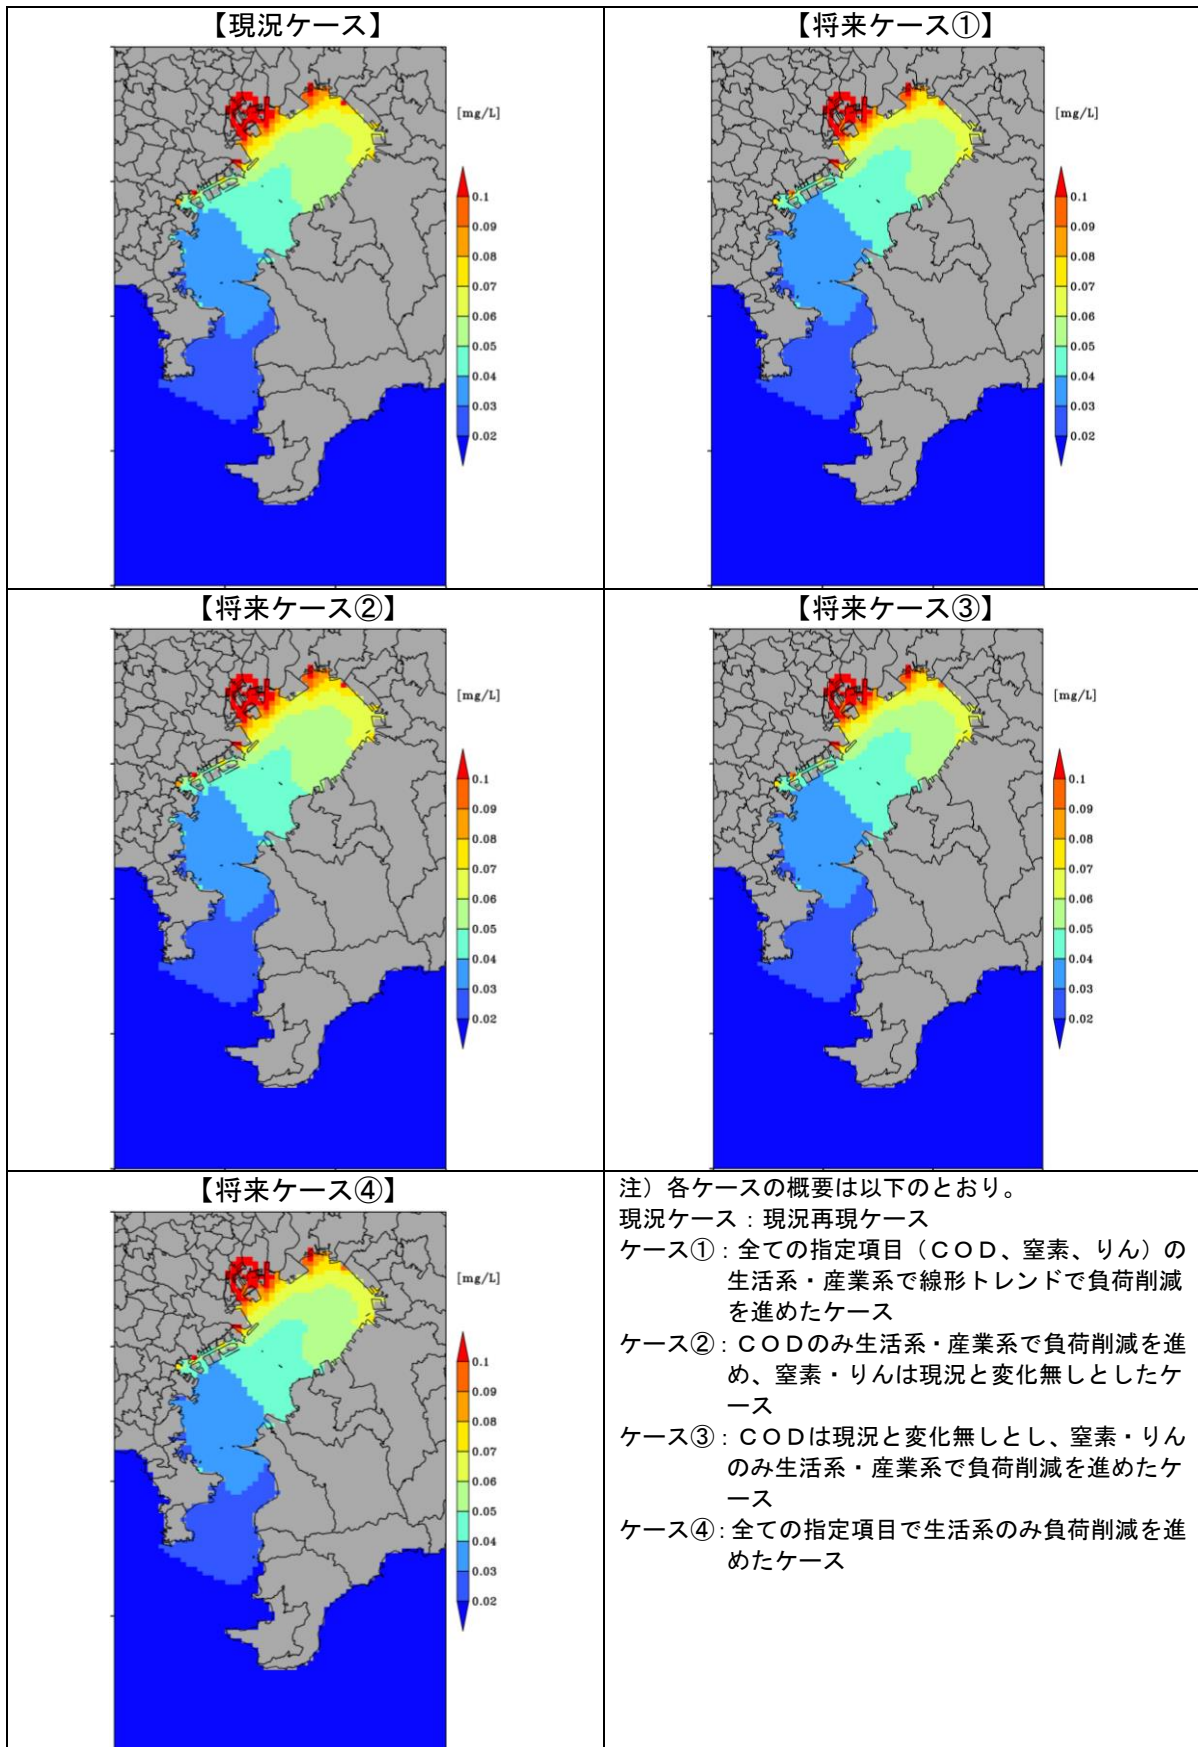 【現況ケース】
[mg/L]
0.1
0.09
0.08
0.07
0.06
0.05
0.04
0.03
0.02
【将来ケース①】
[mg/L]
0.1
0.09
0.08
0.07
0.06
0.05
0.04
0.03
0.02
【将来ケース②】
[mg/L]
0.1
0.09
0.08
0.07
0.06
0.05
0.04
0.03
0.02
【将来ケース③】
[mg/L]
0.1
0.09
0.08
0.07
0.06
0.05
0.04
0.03
0.02
【将来ケース④】
[mg/L]
0.1
0.09
0.08
0.07
0.06
0.05
0.04
0.03
0.02
注）各ケースの概要は以下のとおり。
現況ケース：現況再現ケース
ケース①：全ての指定項目（ＣＯＤ、窒素、りん）の
生活系・産業系で線形トレンドで負荷削減
を進めたケース
ケース②：ＣＯＤのみ生活系・産業系で負荷削減を進
め、窒素・りんは現況と変化無しとしたケ
ース
ケース③：ＣＯＤは現況と変化無しとし、窒素・りん
のみ生活系・産業系で負荷削減を進めたケ
ース
ケース④：全ての指定項目で生活系のみ負荷削減を進
めたケース